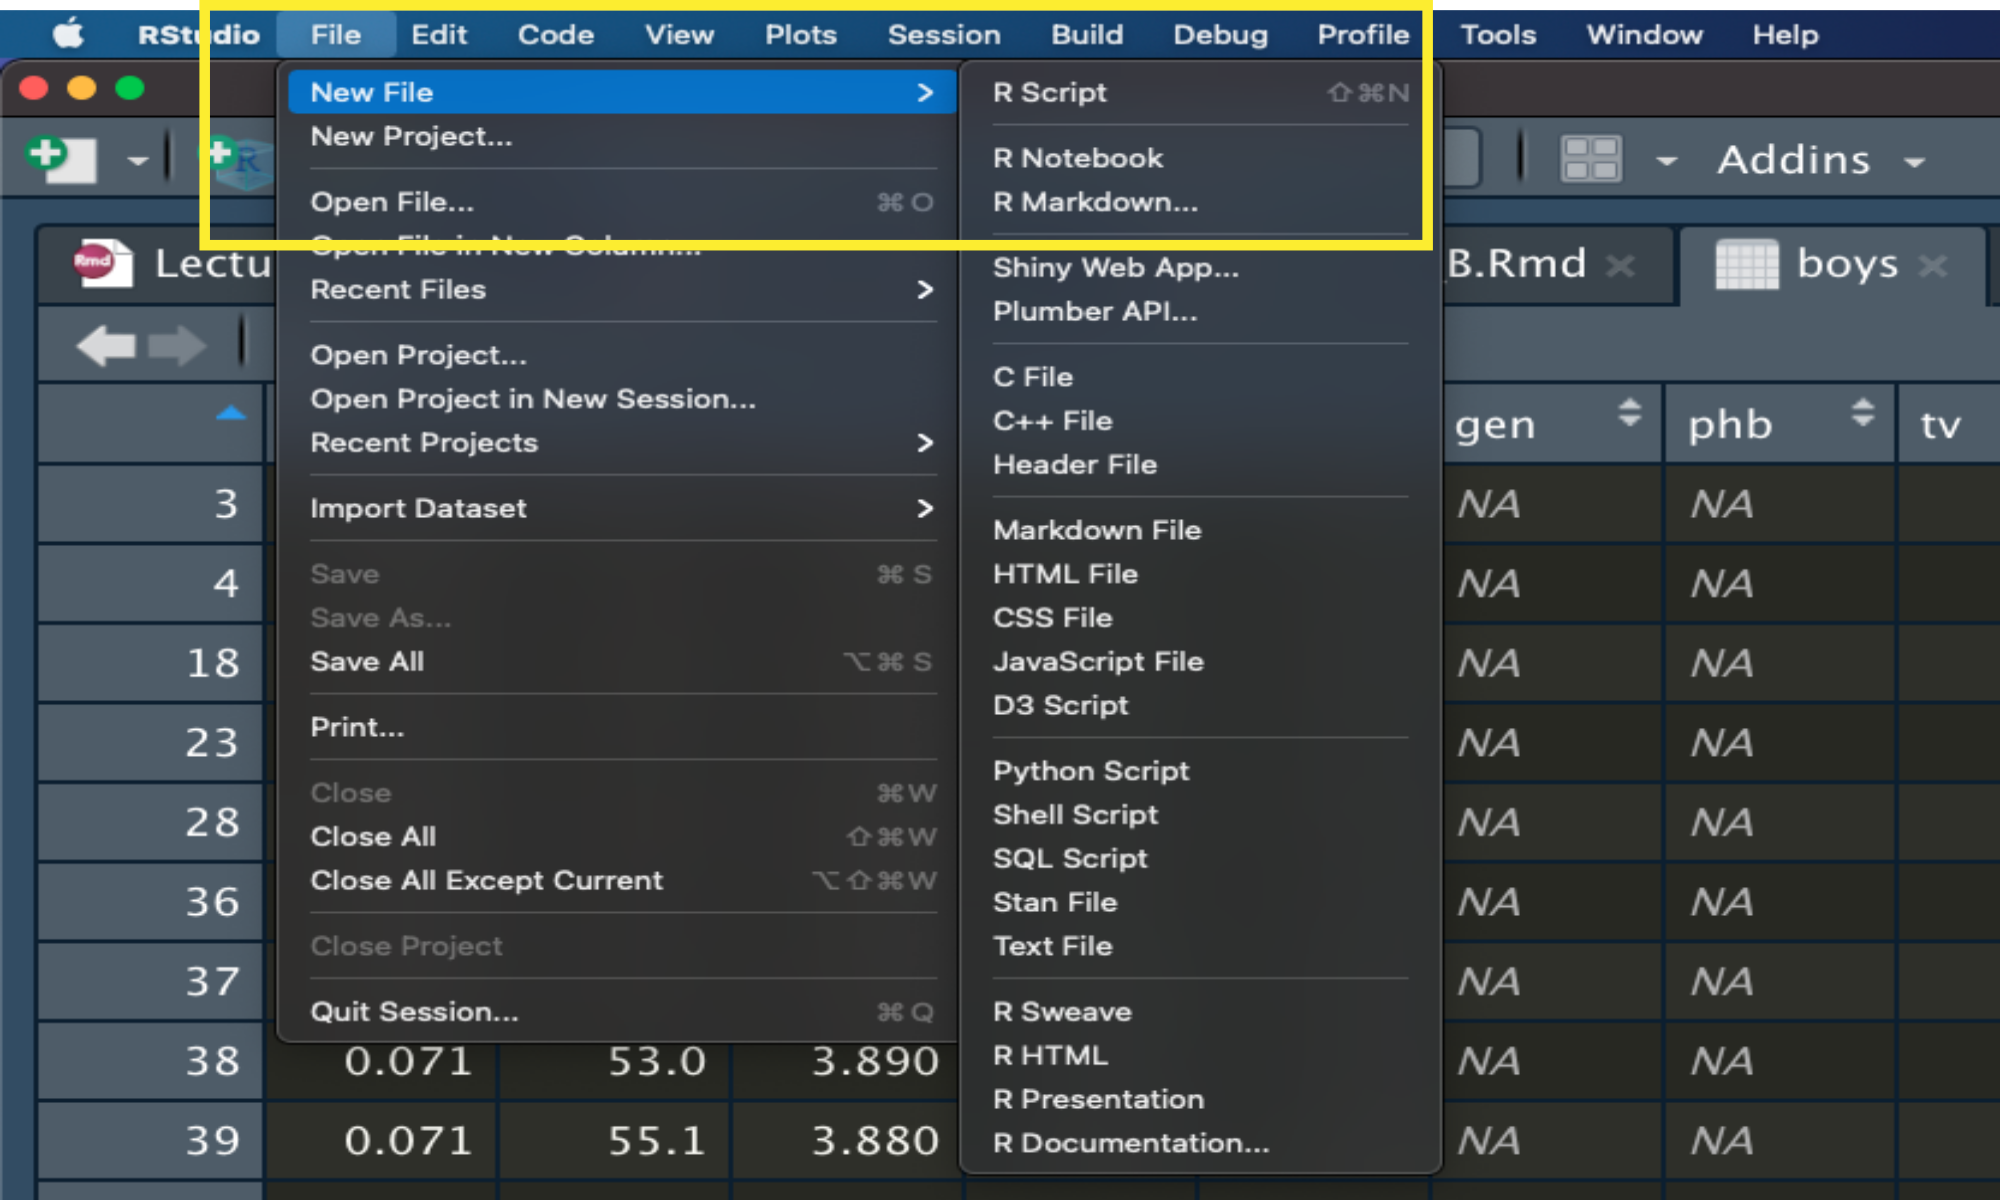 RStudio File Edit Code View Plots Session Build Debug Profile Tools Window Help
New File
New Project...
Open File... ⌘ O
Open File in New Column...
Recent Files
Open Project...
Open Project in New Session...
Recent Projects
Import Dataset
Save ⌘ S
Save As...
Save All ⌥⌘ S
Print...
Close ⌘W
Close All ⇧⌘W
Close All Except Current ⌥⇧⌘W
Close Project
Quit Session... ⌘Q
R Script ⇧⌘N
R Notebook
R Markdown...
Shiny Web App...
Plumber API...
C File
C++ File
Header File
Markdown File
HTML File
CSS File
JavaScript File
D3 Script
Python Script
Shell Script
SQL Script
Stan File
Text File
R Sweave
R HTML
R Presentation
R Documentation...
R
Addins
Rmd Lectu
B.Rmd
boys
gen phb tv
3 NA NA
4 NA NA
18 NA NA
23 NA NA
28 NA NA
36 NA NA
37 NA NA
38 0.071 53.0 3.890 NA NA
39 0.071 55.1 3.880 NA NA